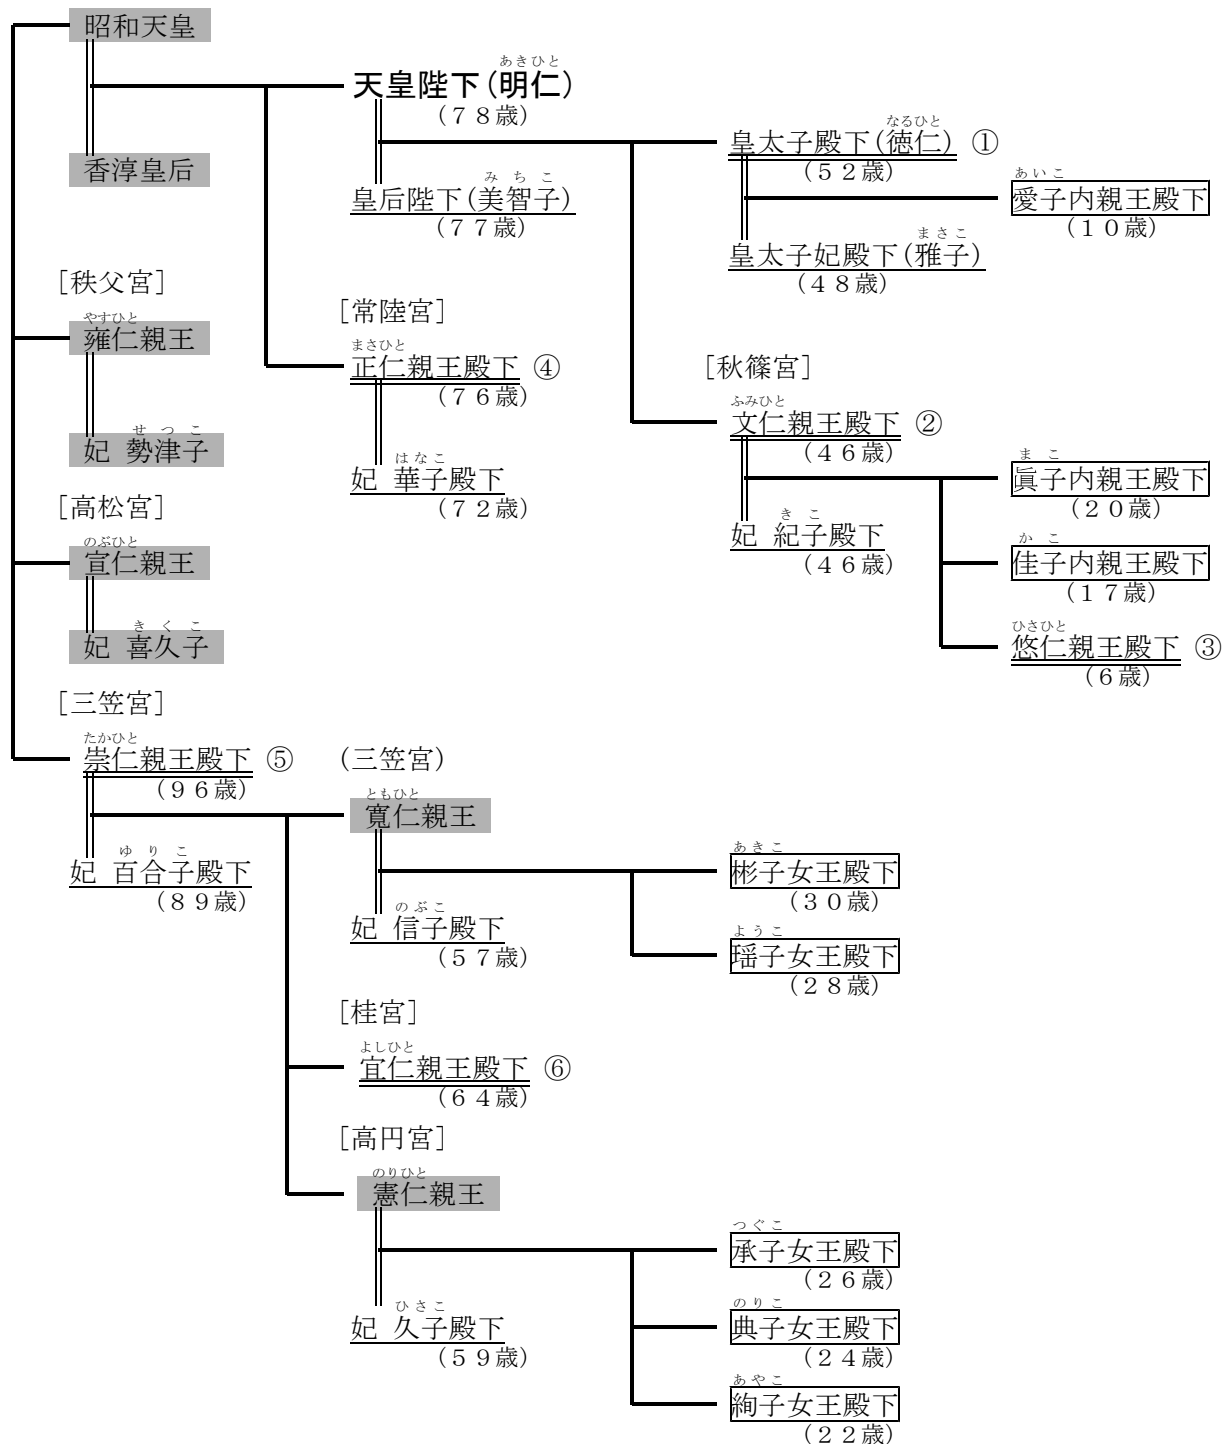 昭和天皇
香淳皇后
あきひと
天皇陛下(明仁)
(78歳)
みちこ
皇后陛下(美智子)
(77歳)
なるひと
皇太子殿下(徳仁) ①
(52歳)
まさこ
皇太子妃殿下(雅子)
(48歳)
あいこ
愛子内親王殿下
(10歳)
[秩父宮]
やすひと
雍仁親王
せつこ
妃 勢津子
[常陸宮]
まさひと
正仁親王殿下 ④
(76歳)
はなこ
妃 華子殿下
(72歳)
[秋篠宮]
ふみひと
文仁親王殿下 ②
(46歳)
きこ
妃 紀子殿下
(46歳)
まこ
眞子内親王殿下
(20歳)
かこ
佳子内親王殿下
(17歳)
ひさひと
悠仁親王殿下 ③
(6歳)
[高松宮]
のぶひと
宣仁親王
きくこ
妃 喜久子
[三笠宮]
たかひと
崇仁親王殿下 ⑤
(96歳)
ゆりこ
妃 百合子殿下
(89歳)
(三笠宮)
ともひと
寬仁親王
のぶこ
妃 信子殿下
(57歳)
あきこ
彬子女王殿下
(30歳)
ようこ
瑶子女王殿下
(28歳)
[桂宮]
よしひと
宜仁親王殿下 ⑥
(64歳)
[高円宮]
のりひと
憲仁親王
ひさこ
妃 久子殿下
(59歳)
つぐこ
承子女王殿下
(26歳)
のりこ
典子女王殿下
(24歳)
あやこ
絢子女王殿下
(22歳)